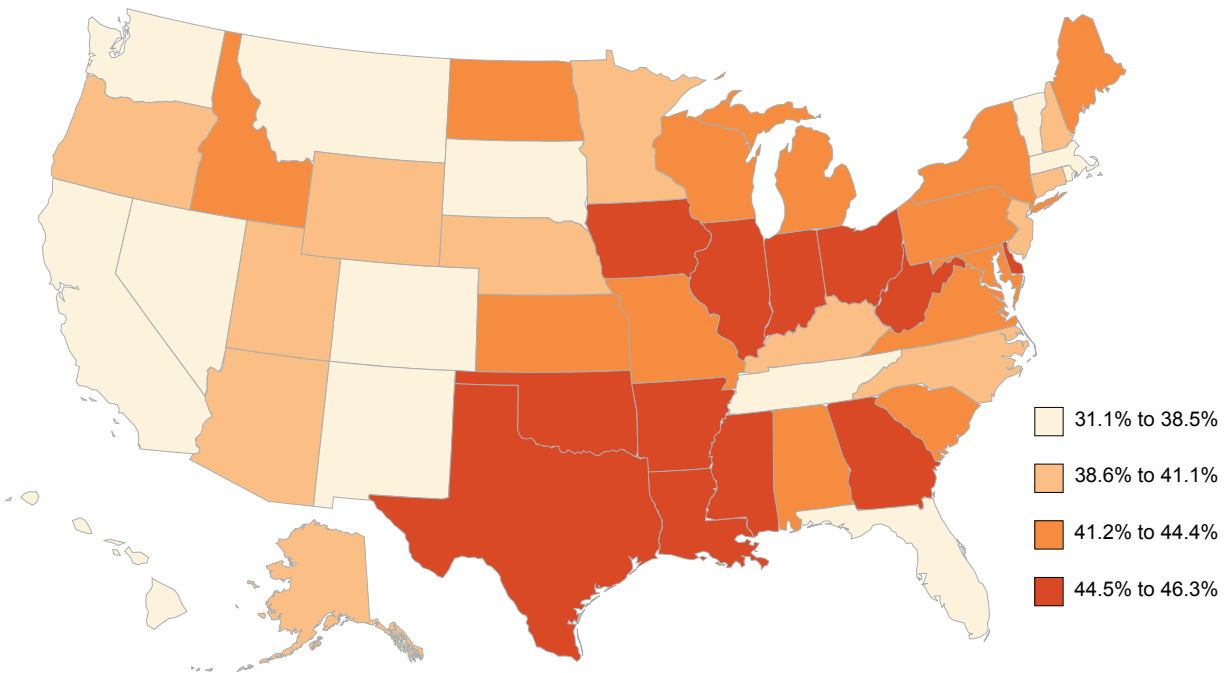 31.1% to 38.5%
38.6% to 41.1%
41.2% to 44.4%
44.5% to 46.3%